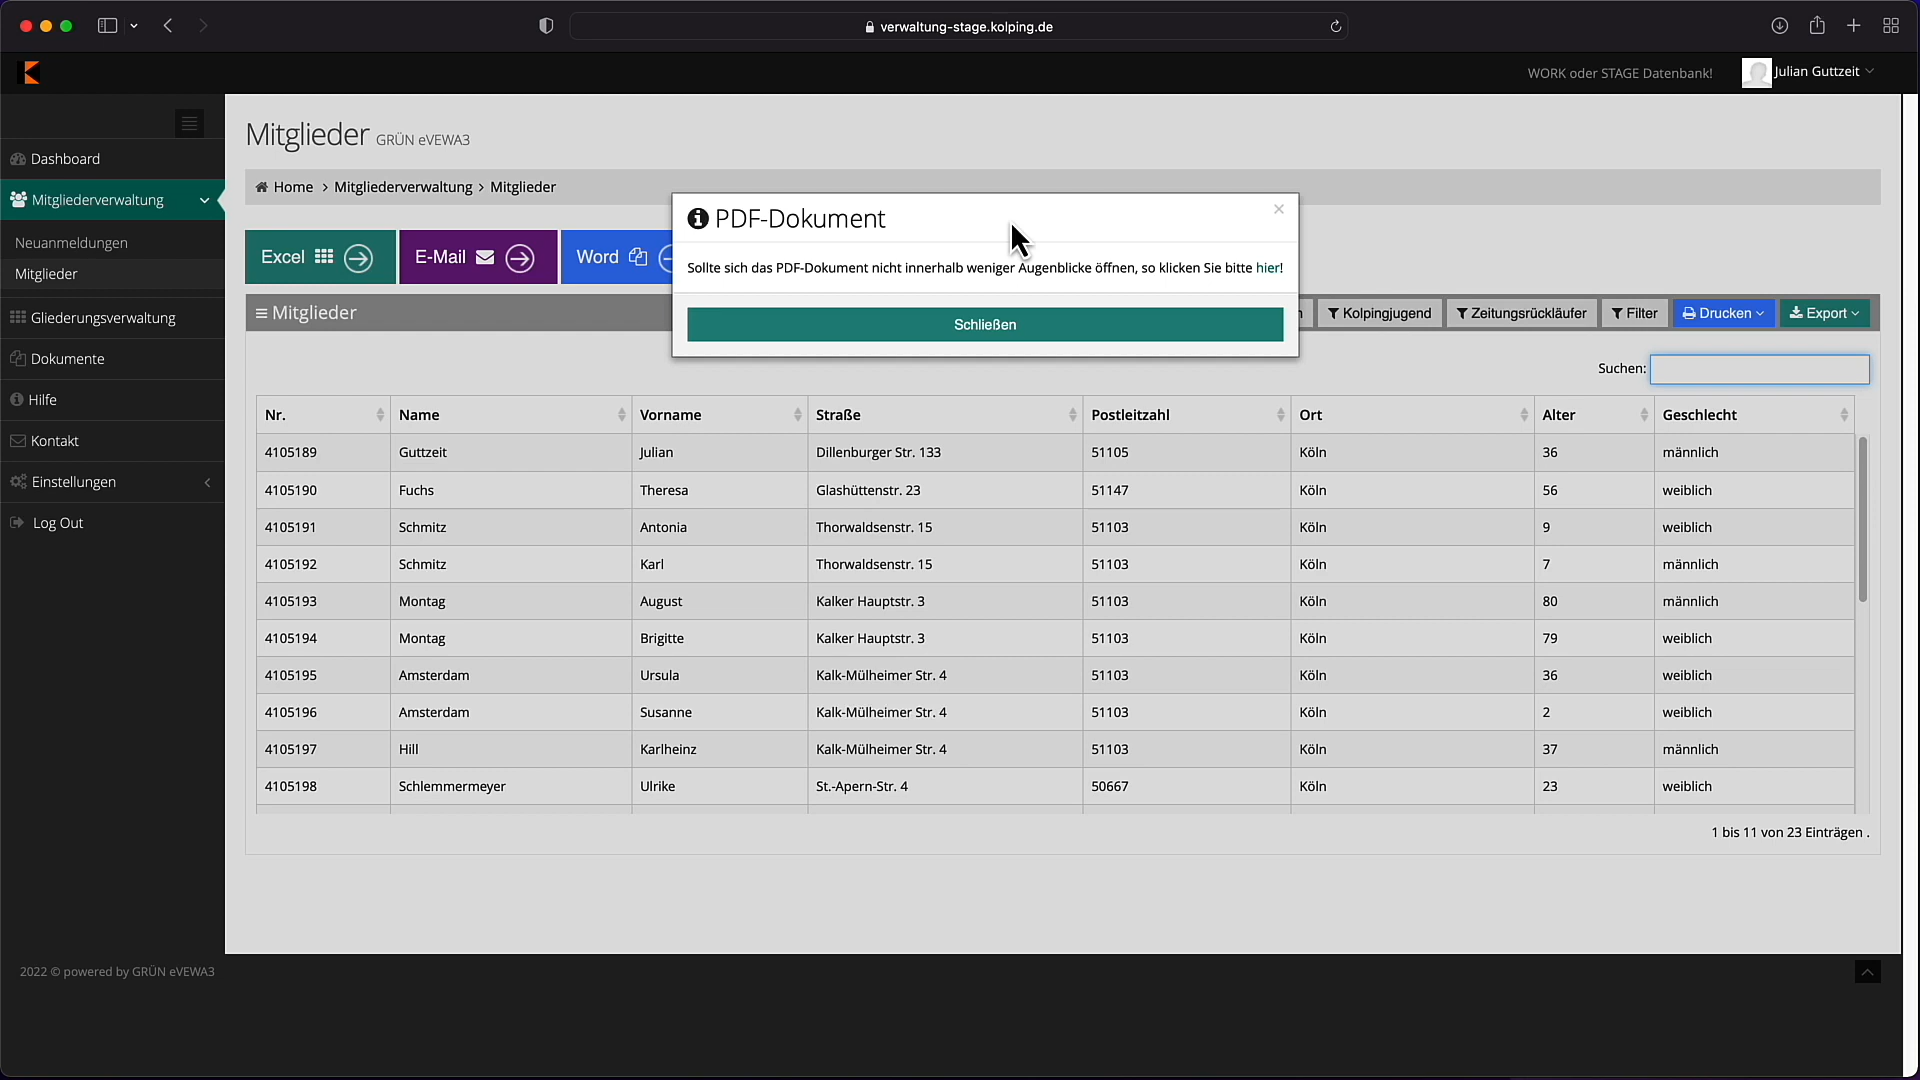 verwaltung-stage.kolping.de
WORK oder STAGE Datenbank!
Julian Guttzeit
Dashboard
Mitgliederverwaltung
Neuanmeldungen
Mitglieder
Gliederungsverwaltung
Dokumente
Hilfe
Kontakt
Einstellungen
Log Out
Mitglieder GRÜN eVEWA3
Home > Mitgliederverwaltung > Mitglieder
Excel
E-Mail
Word
PDF-Dokument
×
Sollte sich das PDF-Dokument nicht innerhalb weniger Augenblicke öffnen, so klicken Sie bitte hier!
Schließen
Mitglieder
Kolpingjugend
Zeitungsrückläufer
Filter
Drucken
Export
Suchen:
Nr. Name Vorname Straße Postleitzahl Ort Alter Geschlecht
4105189 Guttzeit Julian Dillenburger Str. 133 51105 Köln 36 männlich
4105190 Fuchs Theresa Glashüttenstr. 23 51147 Köln 56 weiblich
4105191 Schmitz Antonia Thorwaldsenstr. 15 51103 Köln 9 weiblich
4105192 Schmitz Karl Thorwaldsenstr. 15 51103 Köln 7 männlich
4105193 Montag August Kalker Hauptstr. 3 51103 Köln 80 männlich
4105194 Montag Brigitte Kalker Hauptstr. 3 51103 Köln 79 weiblich
4105195 Amsterdam Ursula Kalk-Mülheimer Str. 4 51103 Köln 36 weiblich
4105196 Amsterdam Susanne Kalk-Mülheimer Str. 4 51103 Köln 2 weiblich
4105197 Hill Karlheinz Kalk-Mülheimer Str. 4 51103 Köln 37 männlich
4105198 Schlemmermeyer Ulrike St.-Apern-Str. 4 50667 Köln 23 weiblich
1 bis 11 von 23 Einträgen .
2022 © powered by GRÜN eVEWA3